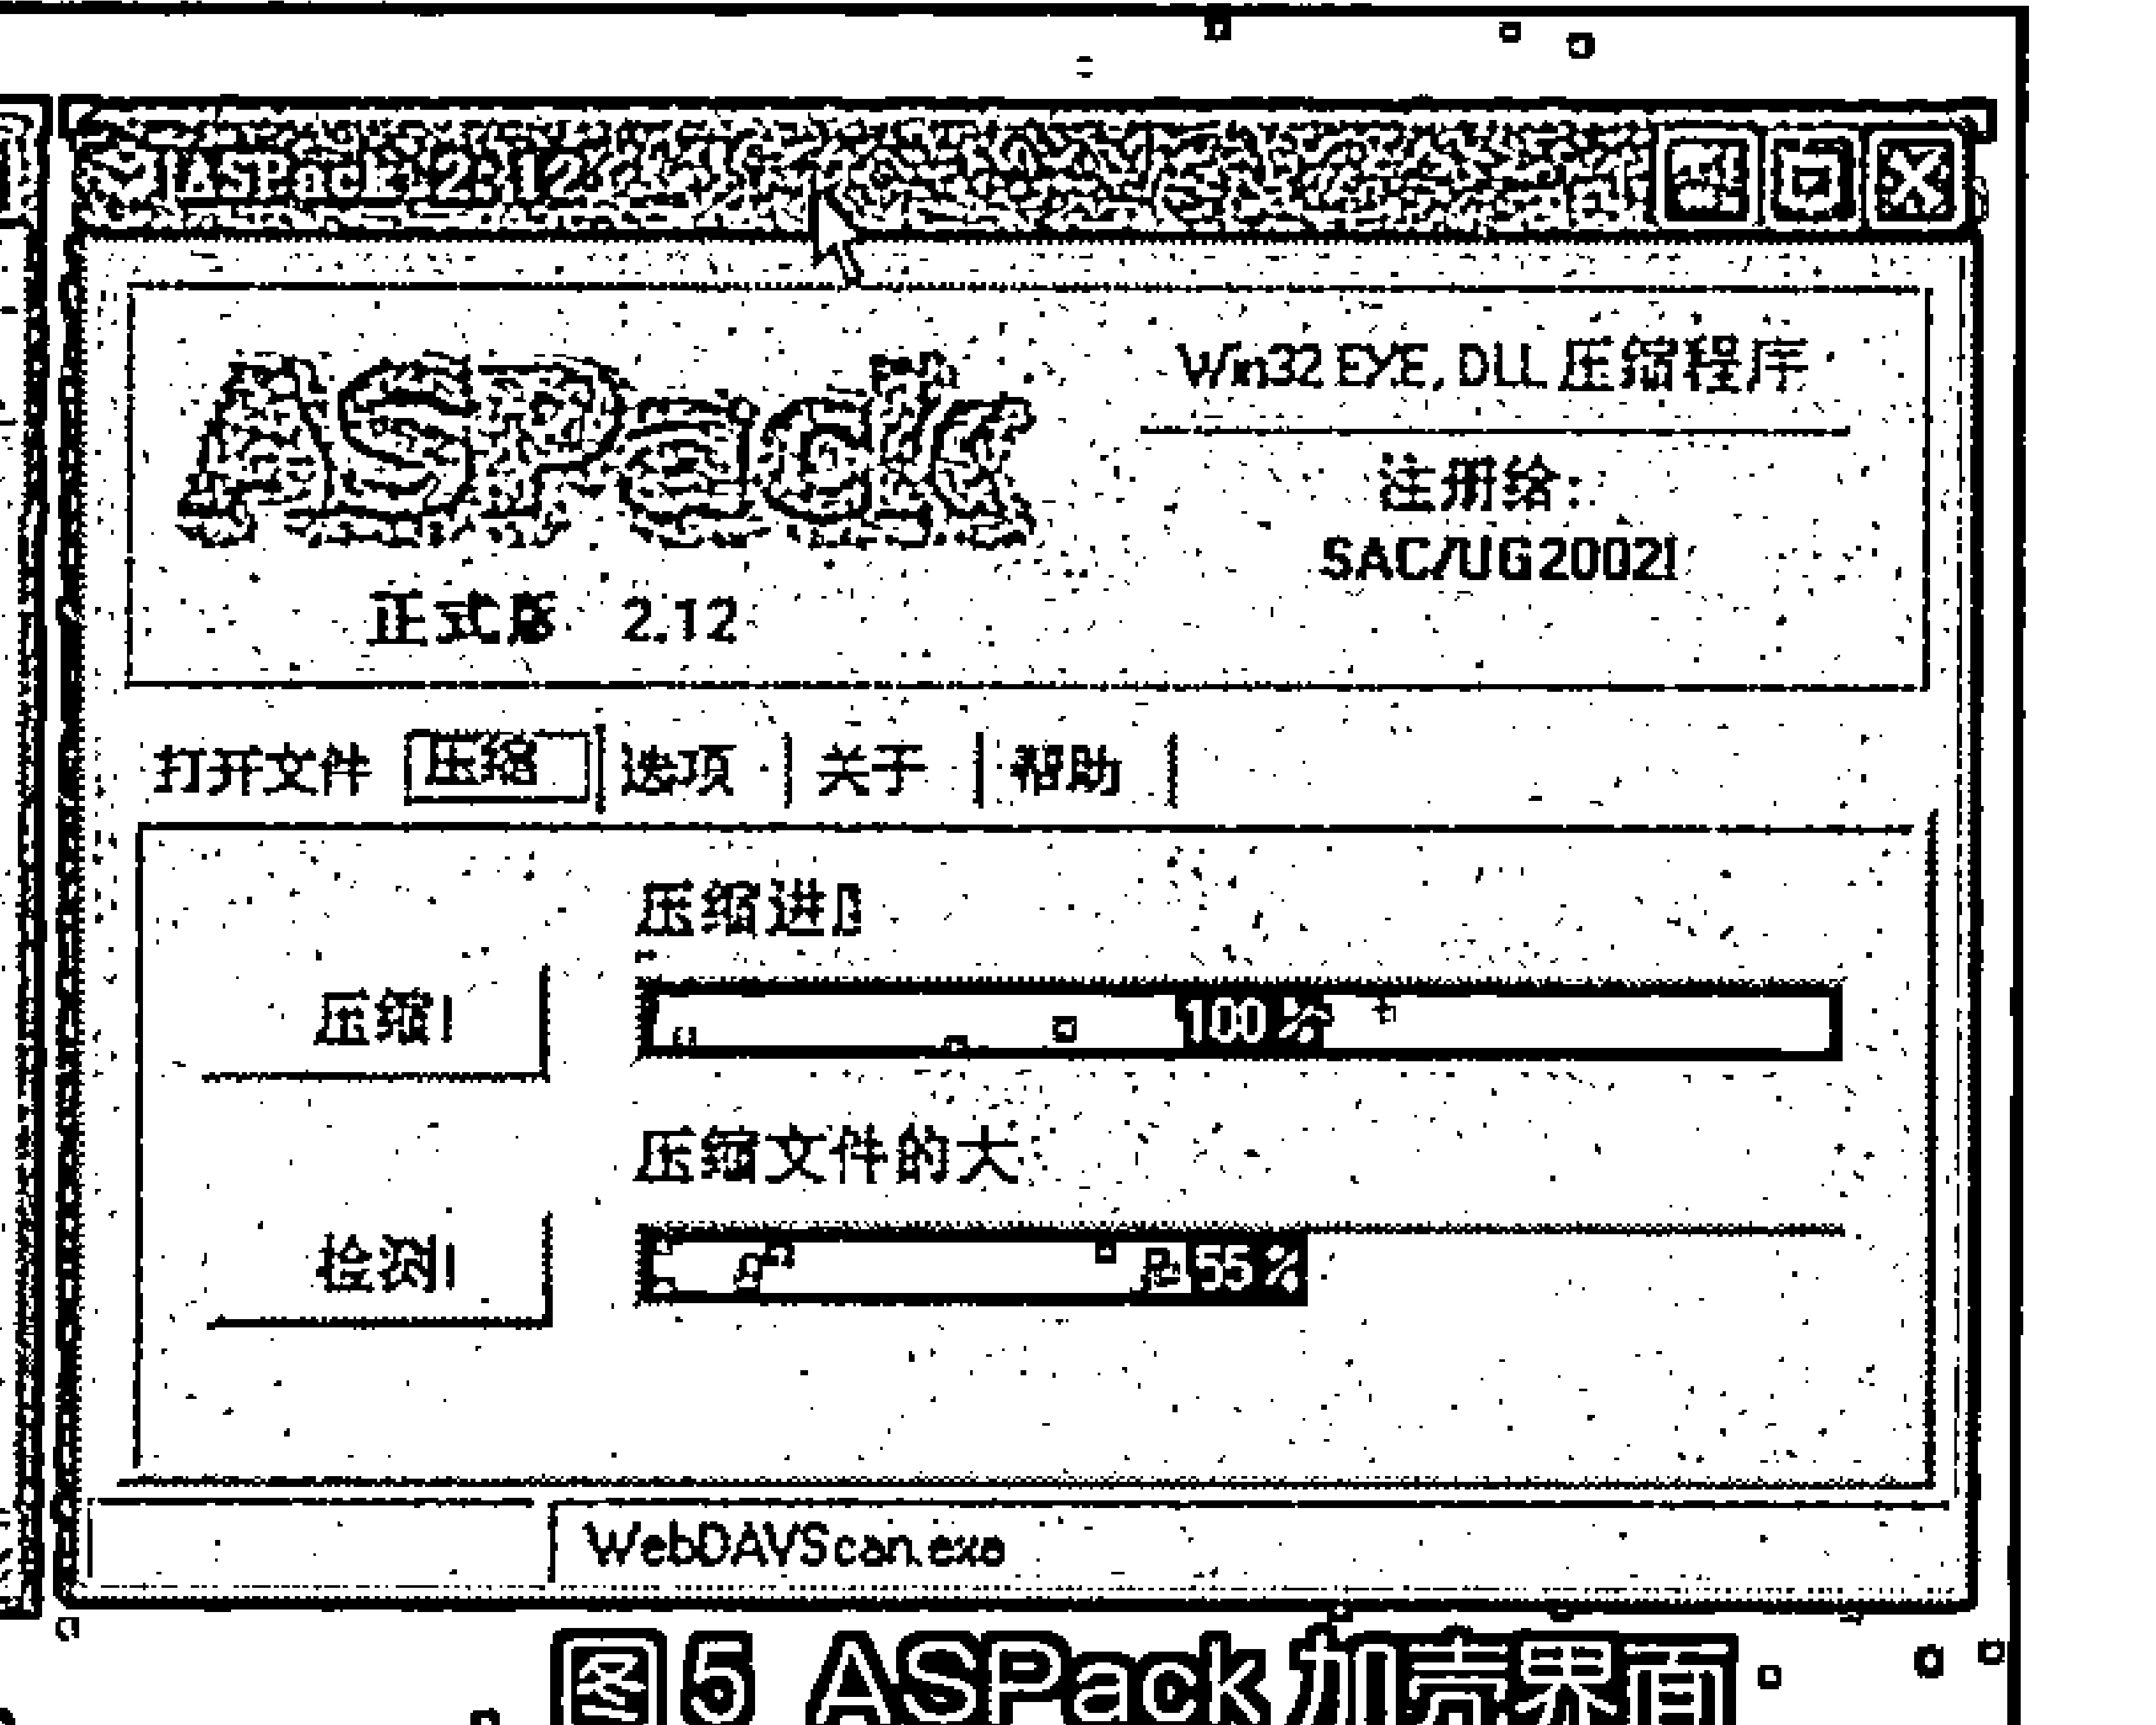 ASPack 2.12
ASPack
Win32 EYE, DLL 压缩程序
注册给:
SAC/UG2002!
正式版 2.12
打开文件 压缩 选项 关于 帮助
压缩进
压缩!
100 %
压缩文件的大
检测!
55 %
WebDAVScan.exe
图5 ASPack 加壳界面